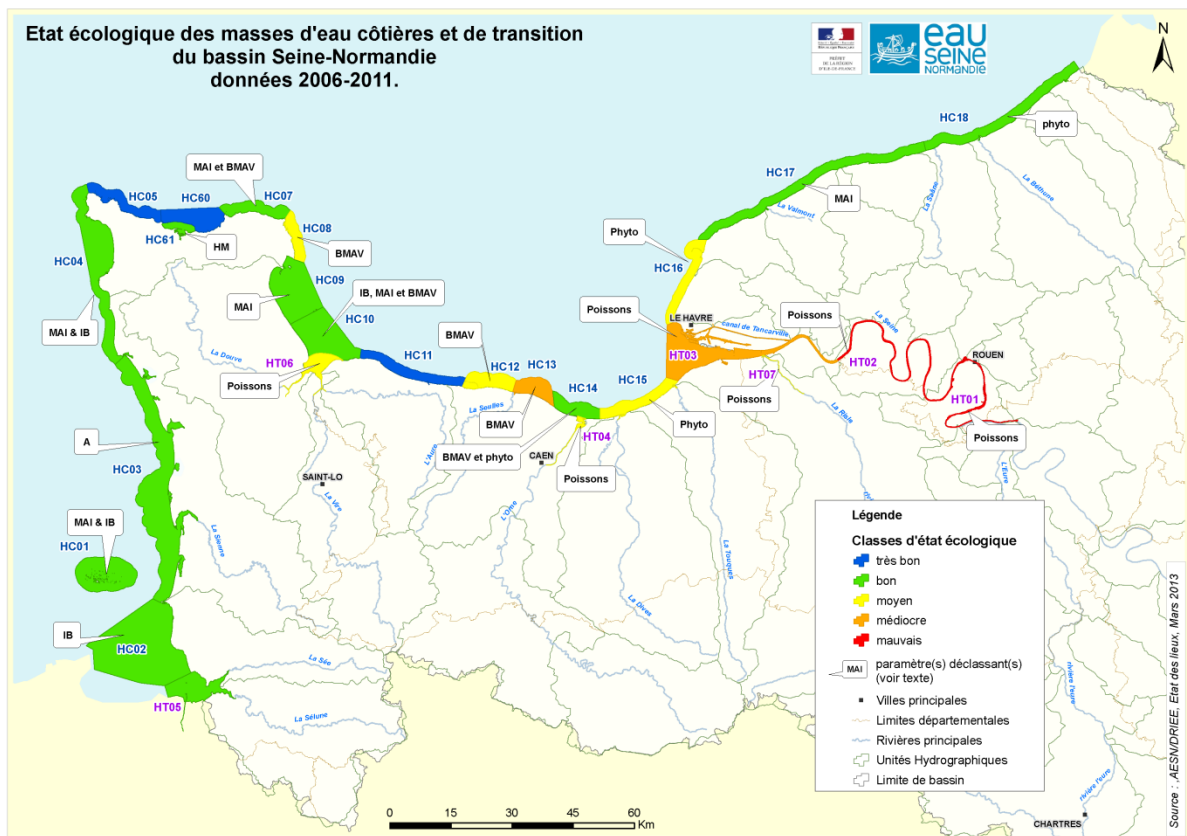 Etat écologique des masses d'eau côtières et de transition
du bassin Seine-Normandie
données 2006-2011.
eau
SEINE
NORMANDIE
N
HC18
phyto
HC17
MAI
La Saâne
La Béthune
La Valmont
MAI et BMAV
HC05
HC60
HC07
HC61
HM
HC08
BMAV
HC04
HC09
MAI
IB, MAI et BMAV
HC10
MAI & IB
Phyto
HC16
Poissons
LE HAVRE
canal de Tancarville
Poissons
La Seine
HT03
HT02
ROUEN
HT01
Poissons
HT07
Poissons
La Risle
L'Eure
La Douve
HT06
Poissons
HC11
BMAV
HC12
HC13
BMAV
HC14
HC15
Phyto
La Seulles
L'Aure
BMAV et phyto
CAEN
HT04
Poissons
L'Orne
La Dives
La Touques
A
HC03
SAINT-LO
La Vire
La Sienne
MAI & IB
HC01
IB
HC02
HT05
La Sée
La Sélune
Légende
Classes d'état écologique
très bon
bon
moyen
médiocre
mauvais
MAI
paramètre(s) déclassant(s)
(voir texte)
Villes principales
Limites départementales
Rivières principales
Unités Hydrographiques
Limite de bassin
rivière l'eure
rivière l'eure
CHARTRES
0 15 30 45 60
Km
Source : ,AESN/DRIEE, Etat des lieux, Mars 2013